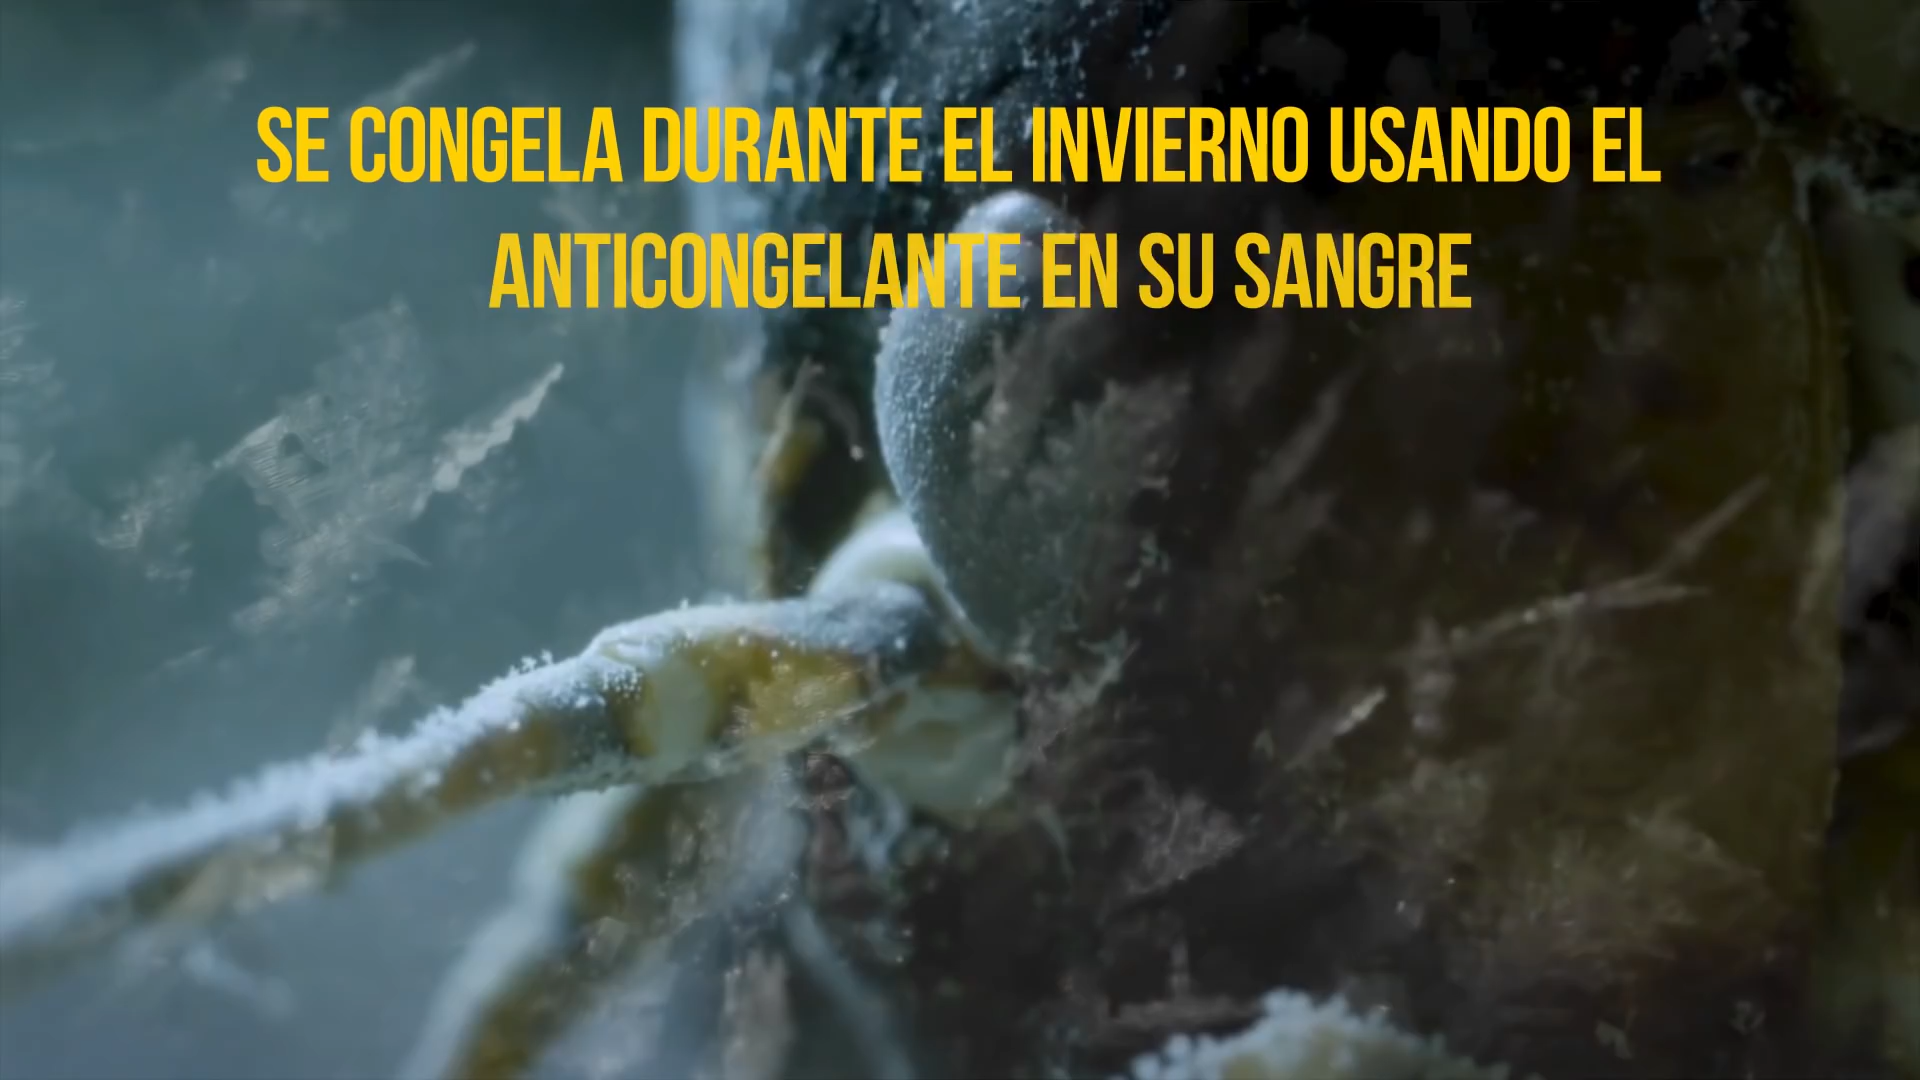 SE CONGELA DURANTE EL INVIERNO USANDO EL
ANTICONGELANTE EN SU SANGRE